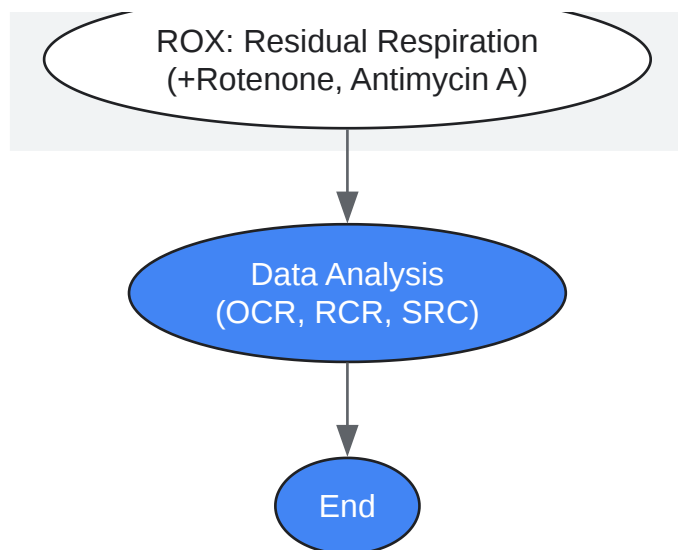 ROX: Residual Respiration
(+Rotenone, Antimycin A)
Data Analysis
(OCR, RCR, SRC)
End